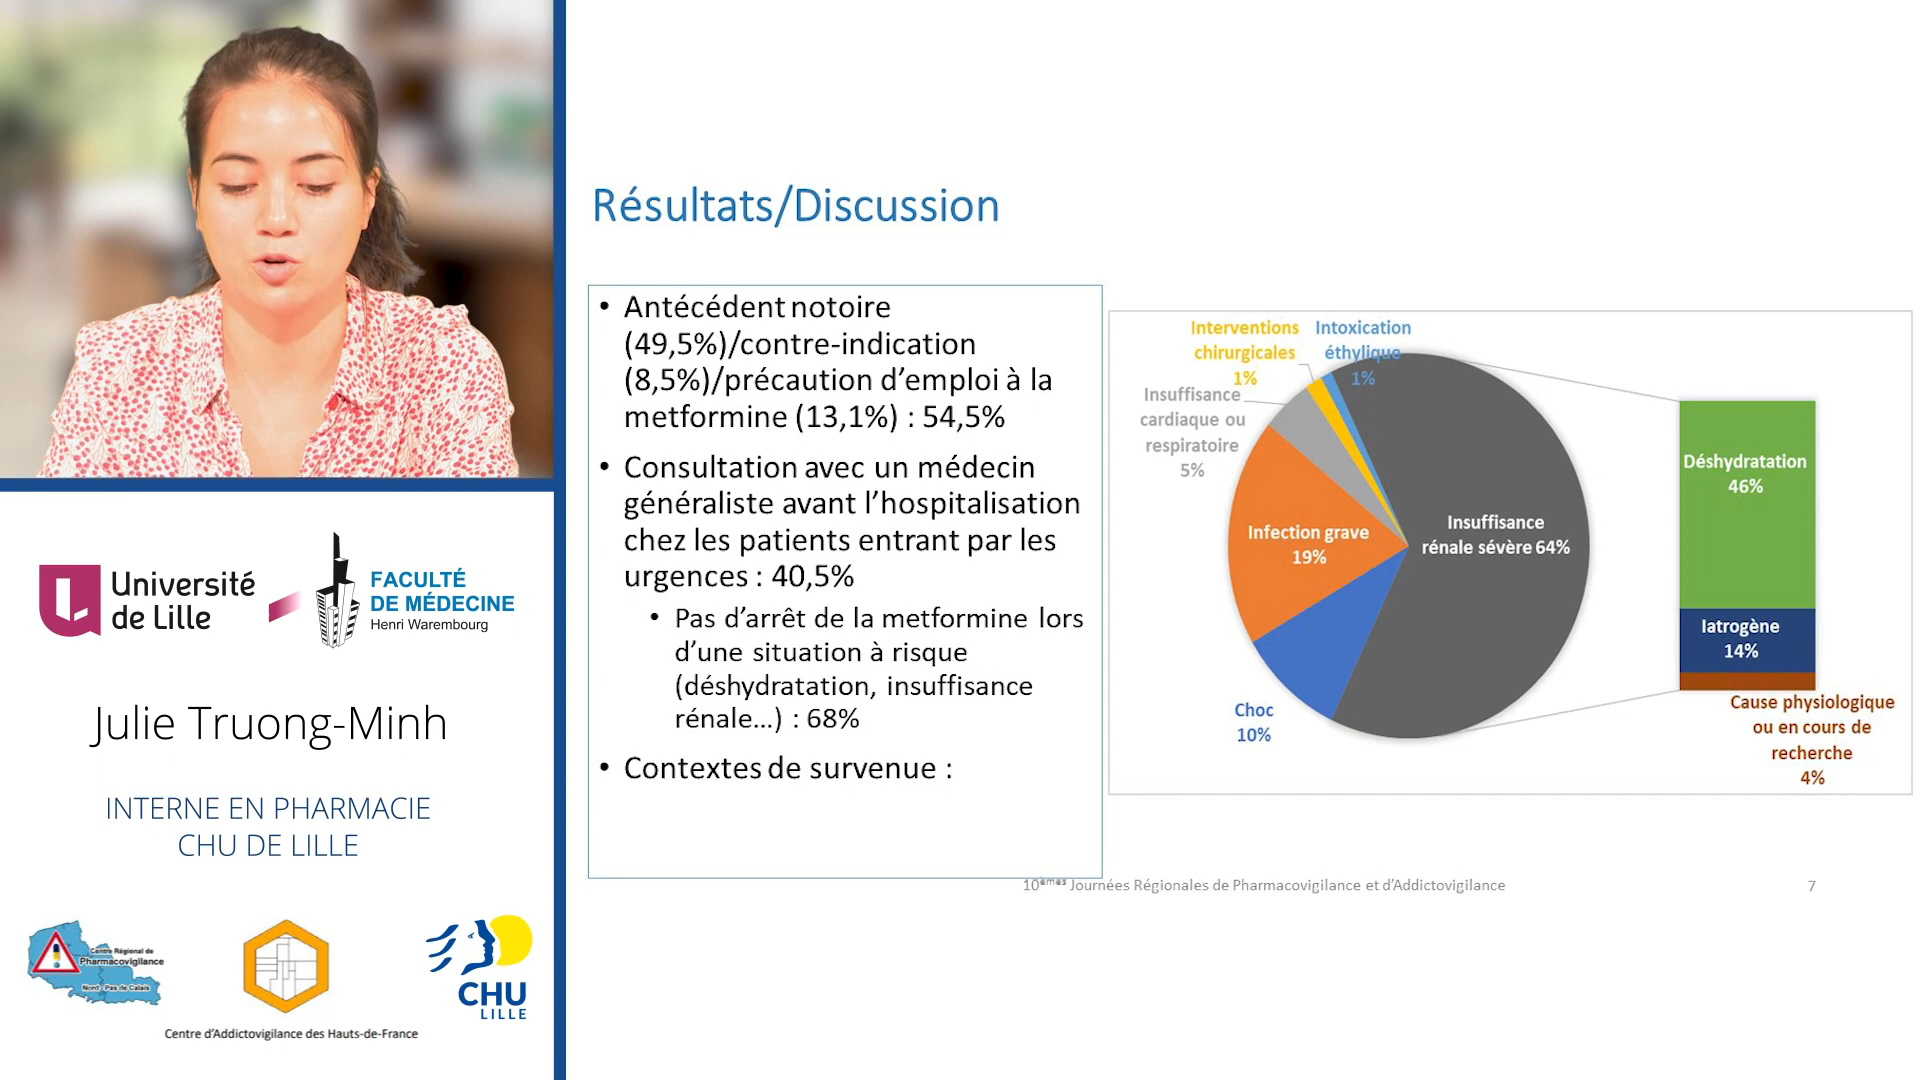 Résultats/Discussion
• Antécédent notoire
(49,5%)/contre-indication
(8,5%)/précaution d’emploi à la
metformine (13,1%) : 54,5%
• Consultation avec un médecin
généraliste avant l’hospitalisation
chez les patients entrant par les
urgences : 40,5%
• Pas d’arrêt de la metformine lors
d’une situation à risque
(déshydratation, insuffisance
rénale…) : 68%
• Contextes de survenue :
Interventions
chirurgicales
1%
Intoxication
éthylique
1%
Insuffisance
cardiaque ou
respiratoire
5%
Infection grave
19%
Choc
10%
Insuffisance
rénale sévère 64%
Déshydratation
46%
Iatrogène
14%
Cause physiologique
ou en cours de
recherche
4%
10èmes Journées Régionales de Pharmacovigilance et d’Addictovigilance
7
Université
de Lille
FACULTÉ
DE MÉDECINE
Henri Warembourg
Julie Truong-Minh
INTERNE EN PHARMACIE
CHU DE LILLE
Centre Régional de
Pharmacovigilance
Nord - Pas de Calais
Centre d’Addictovigilance des Hauts-de-France
CHU
LILLE